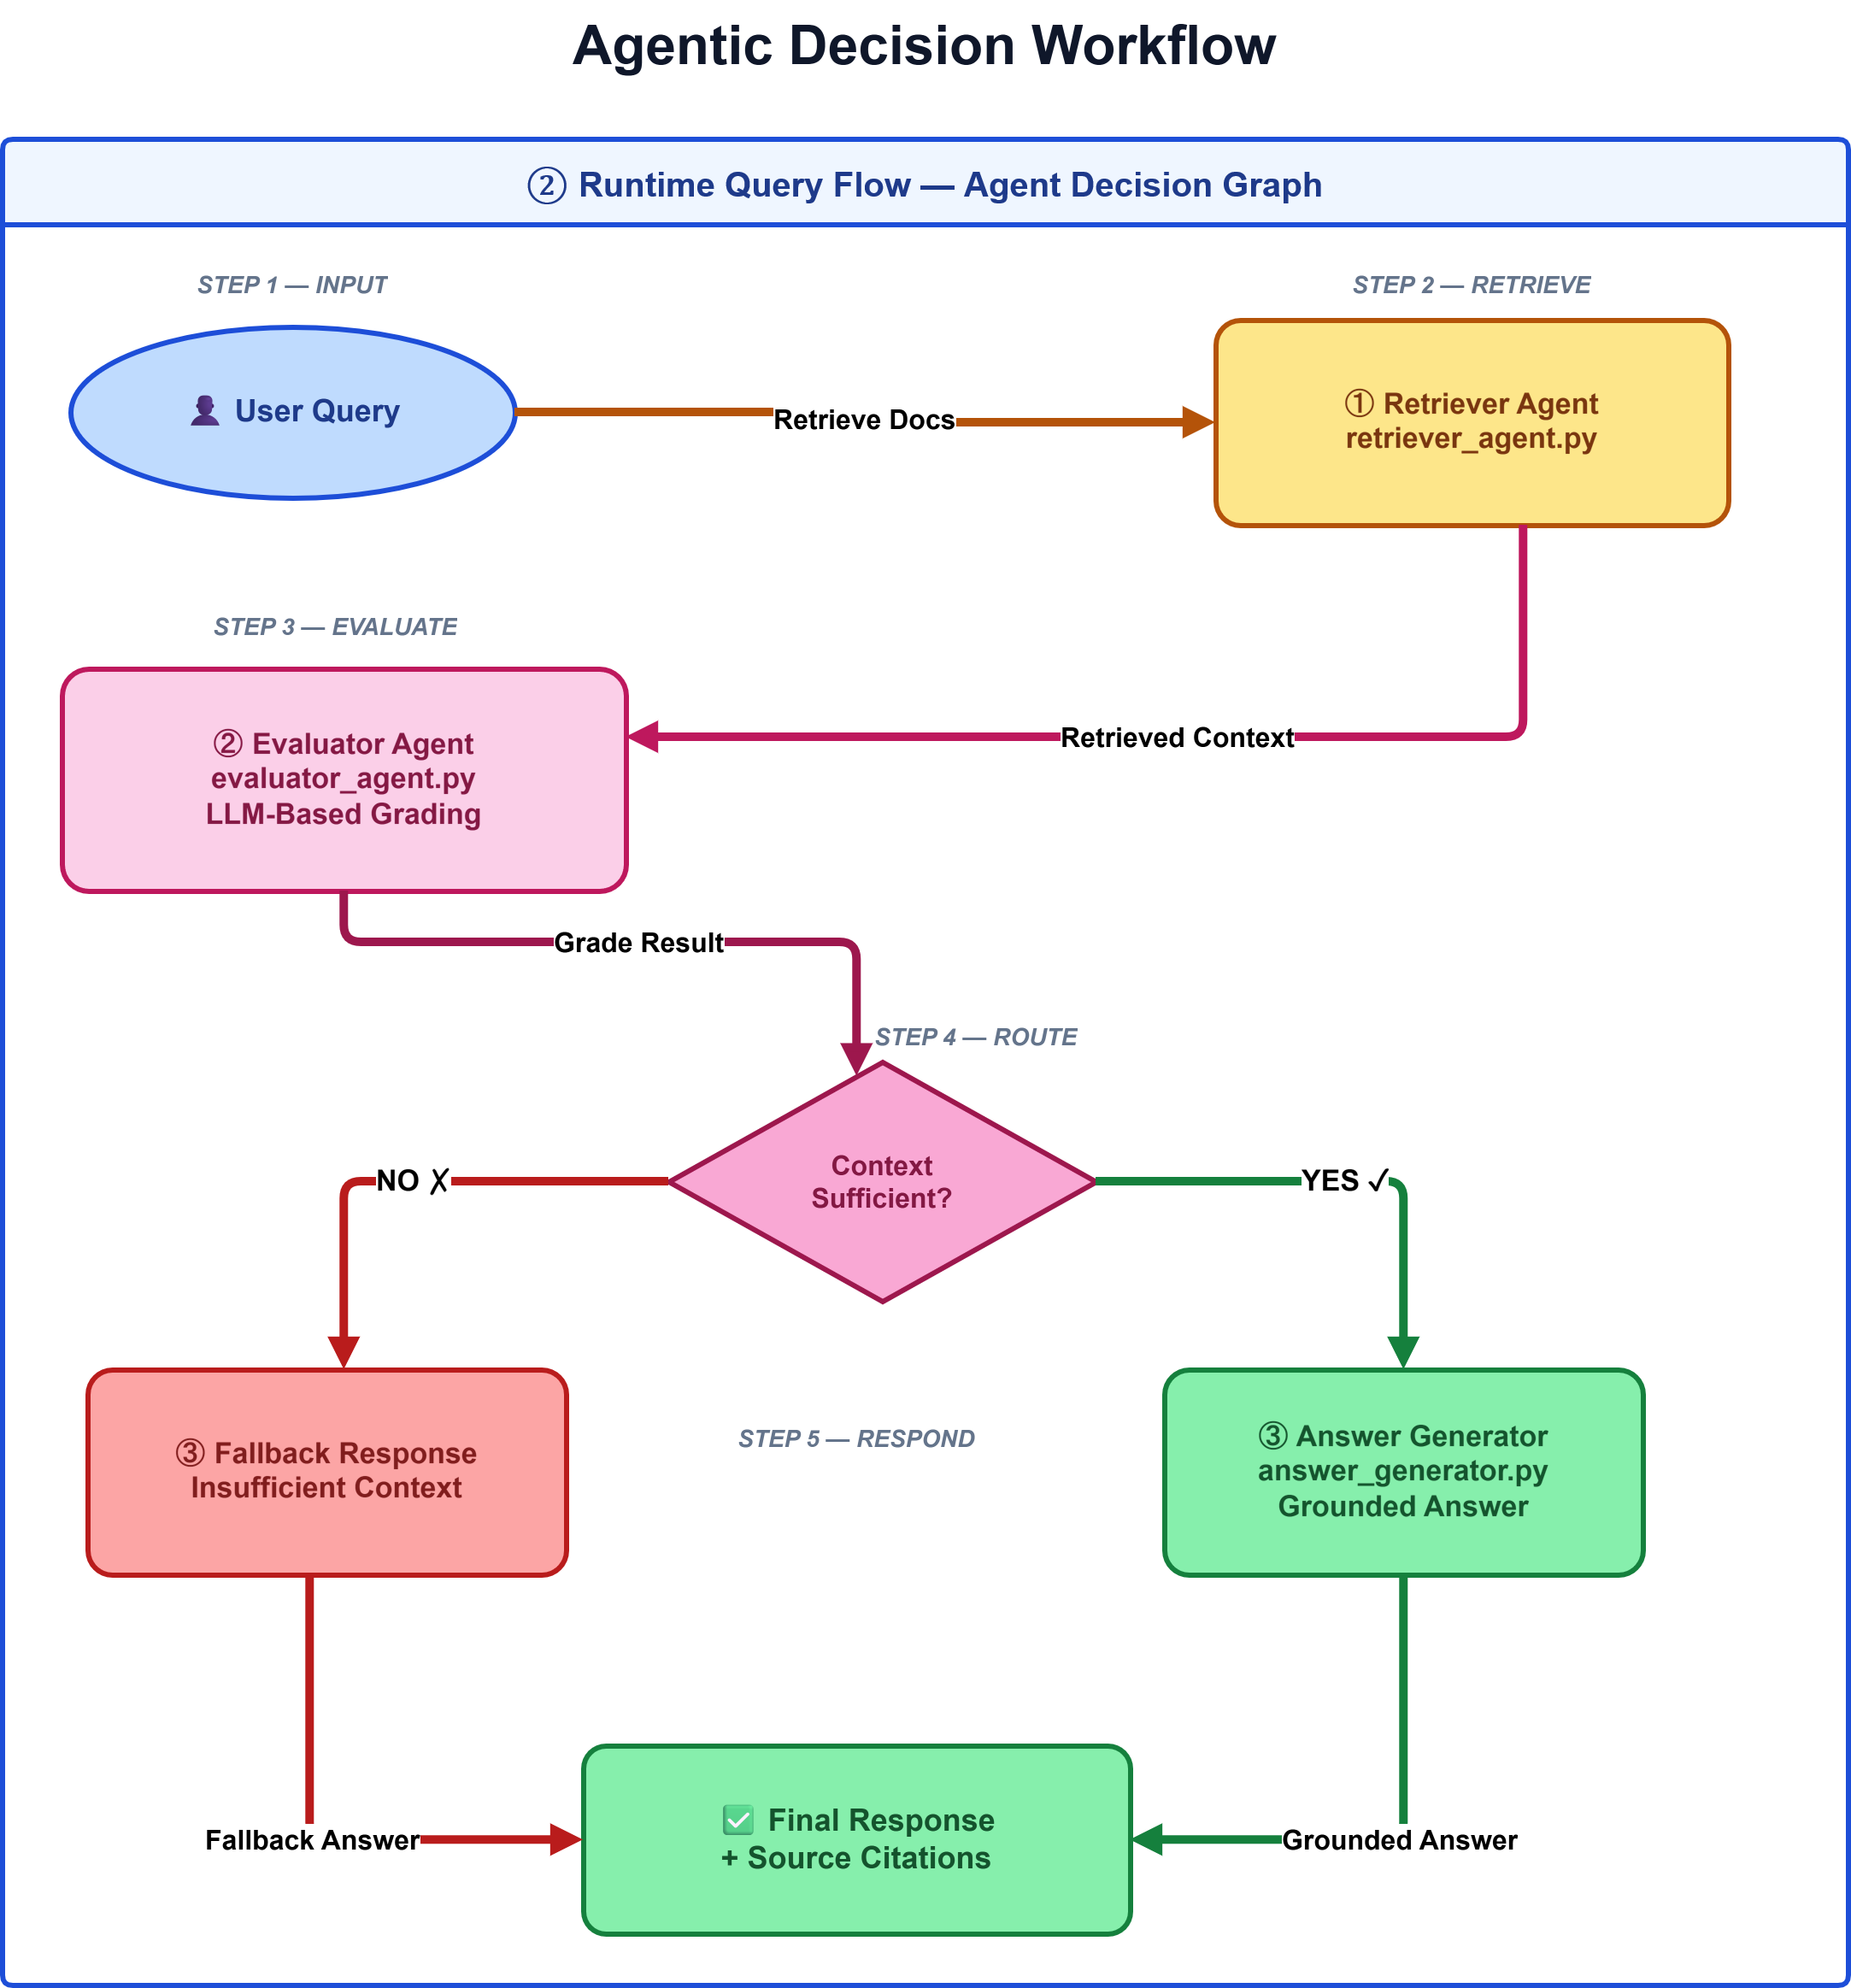 Agentic Decision Workflow
② Runtime Query Flow — Agent Decision Graph
STEP 1 — INPUT
STEP 2 — RETRIEVE
👤 User Query
Retrieve Docs
① Retriever Agent
retriever_agent.py
STEP 3 — EVALUATE
② Evaluator Agent
evaluator_agent.py
LLM-Based Grading
Retrieved Context
Grade Result
STEP 4 — ROUTE
Context
Sufficient?
NO ✗
YES ✓
③ Fallback Response
Insufficient Context
STEP 5 — RESPOND
③ Answer Generator
answer_generator.py
Grounded Answer
Fallback Answer
✅ Final Response
+ Source Citations
Grounded Answer